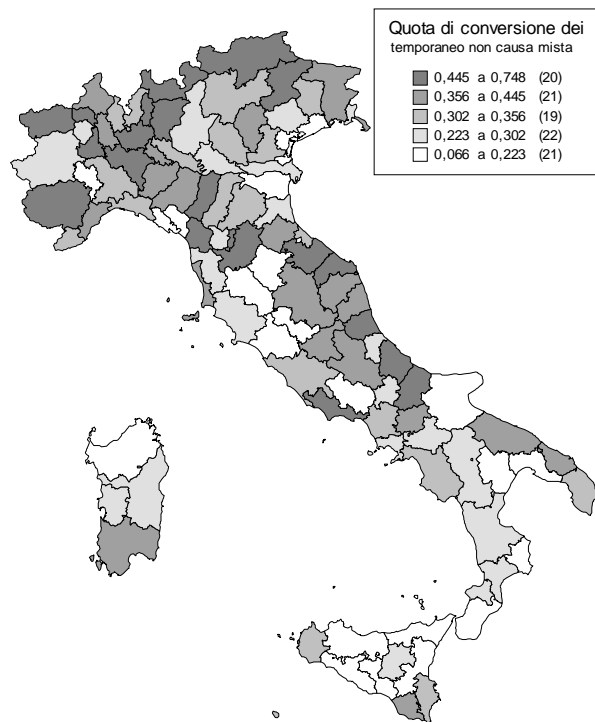 Quota di conversione dei
temporaneo non causa mista
0,445 a 0,748 (20)
0,356 a 0,445 (21)
0,302 a 0,356 (19)
0,223 a 0,302 (22)
0,066 a 0,223 (21)